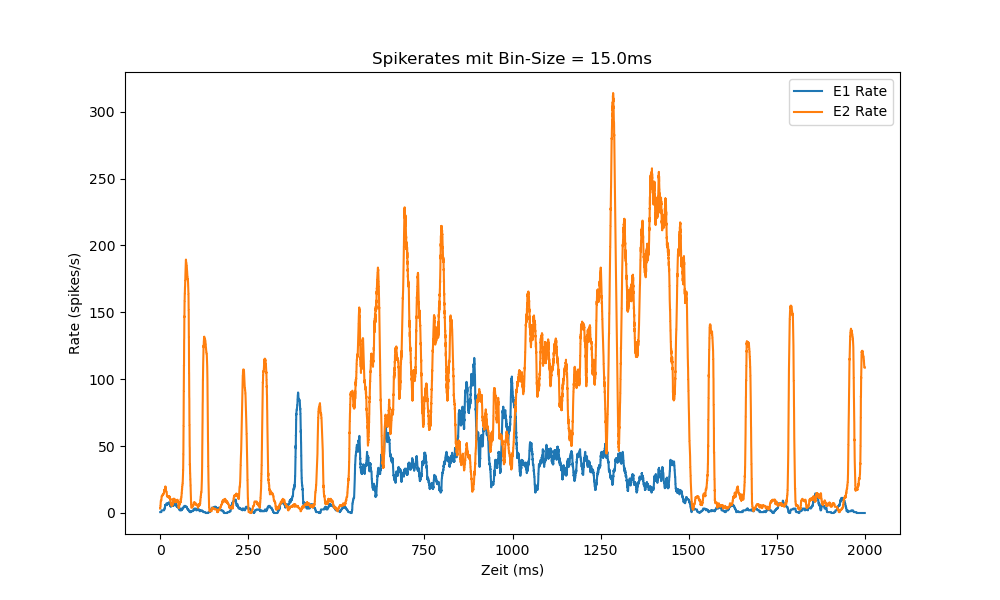 Spikerates mit Bin-Size = 15.0ms
E1 Rate
E2 Rate
Rate (spikes/s)
300
250
200
150
100
50
0
0 250 500 750 1000 1250 1500 1750 2000
Zeit (ms)